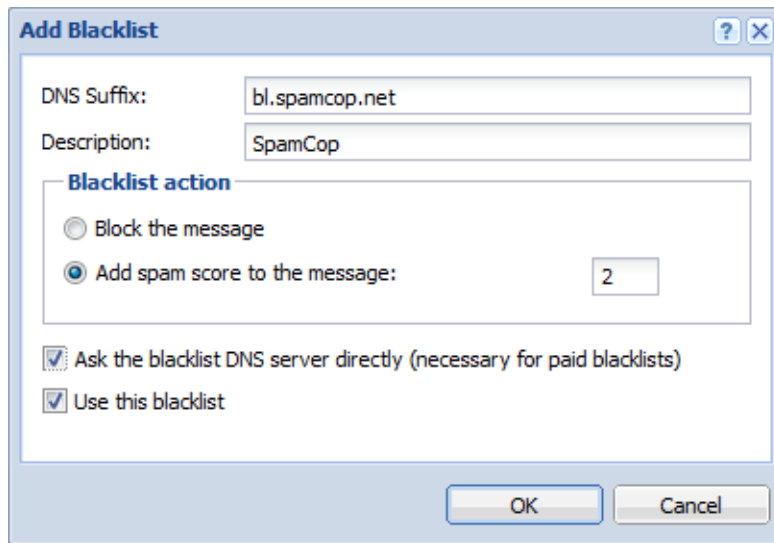 Add Blacklist
?
DNS Suffix: bl.spamcop.net
Description: SpamCop
Blacklist action
Block the message
Add spam score to the message: 2
Ask the blacklist DNS server directly (necessary for paid blacklists)
Use this blacklist
OK Cancel